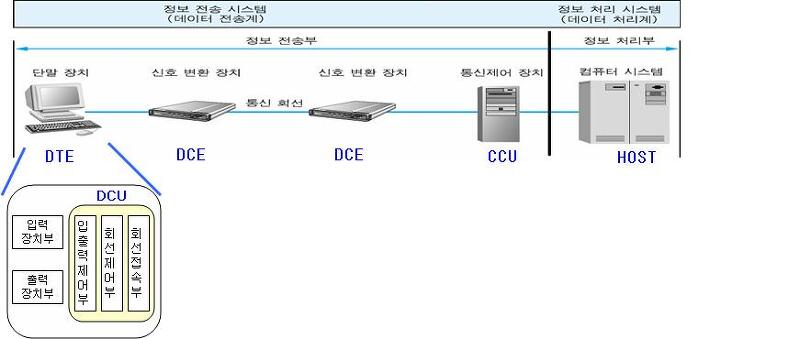 정보 전송 시스템
(데이터 전송계)
정보 처리 시스템
(데이터 처리계)
정보 전송부
정보 처리부
단말 장치
신호 변환 장치
신호 변환 장치
통신제어 장치
컴퓨터 시스템
통신 회선
DTE
DCE
DCE
CCU
HOST
DCU
입력
장치부
출력
장치부
입출력제어부
회선제어부
회선접속부